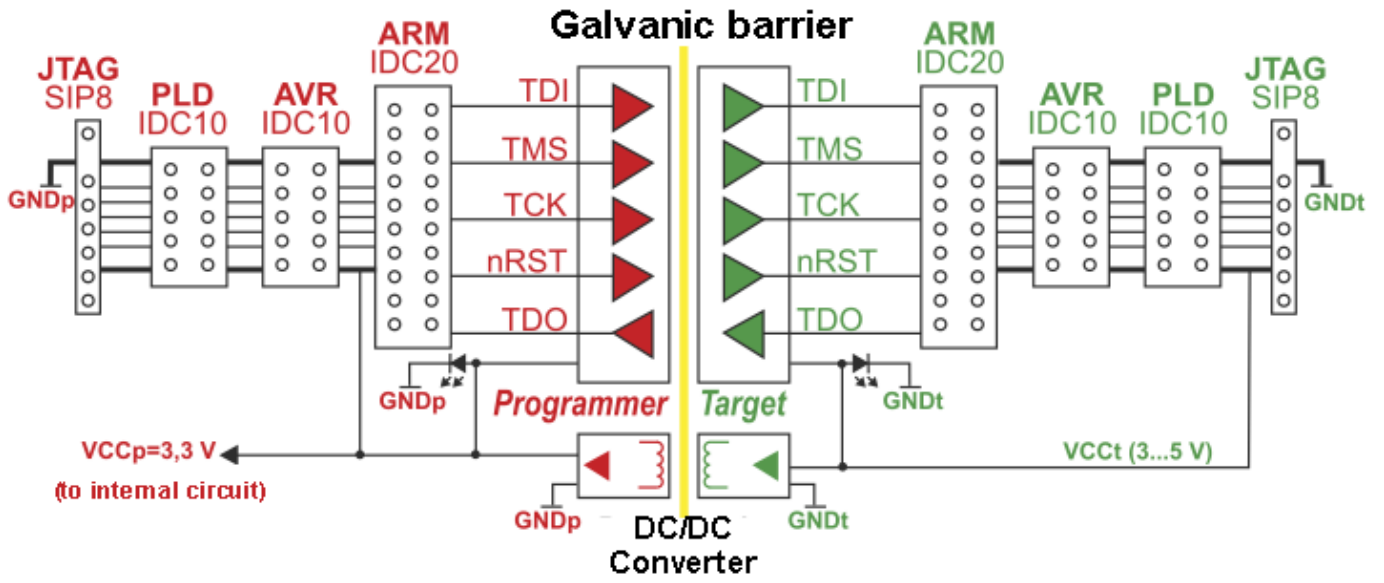 Galvanic barrier
ARM
IDC20
JTAG
SIP8
PLD
IDC10
AVR
IDC10
TDI
TMS
TCK
nRST
TDO
GNDp
GNDp
Programmer
VCCp=3,3 V
(to internal circuit)
GNDp
ARM
IDC20
AVR
IDC10
PLD
IDC10
JTAG
SIP8
TDI
TMS
TCK
nRST
TDO
GNDt
GNDt
Target
VCCt (3...5 V)
GNDt
DC/DC
Converter